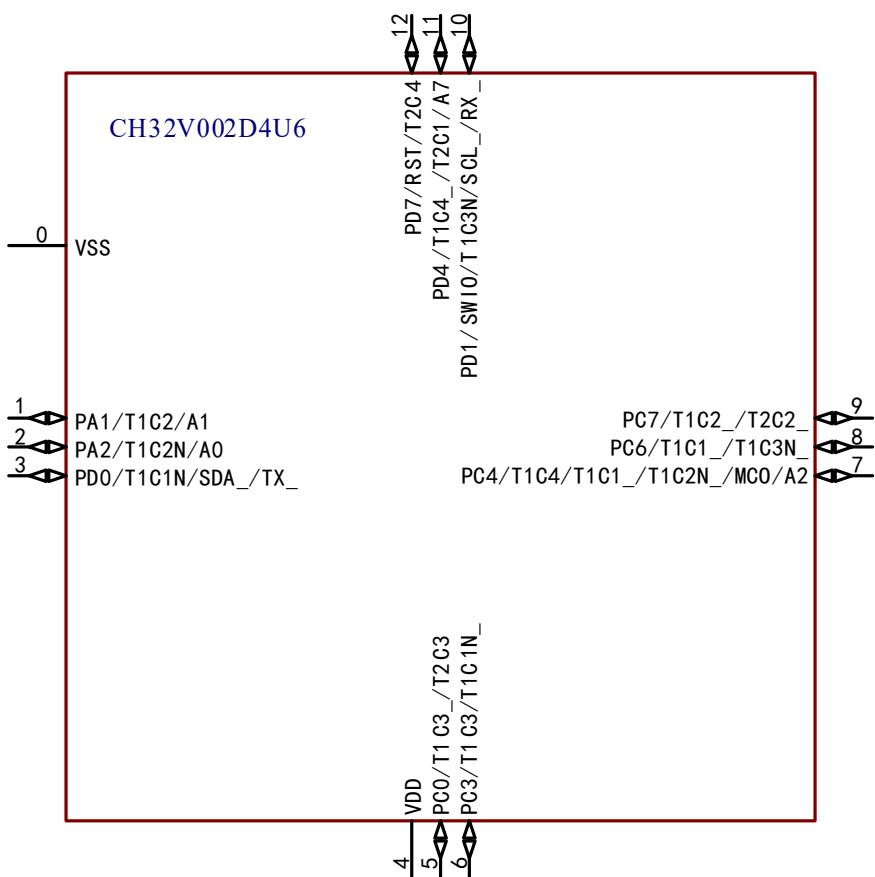 12
11
10
PD7/RST/T2C4
PD4/T1C4_/T2C1/A7
PD1/SWIO/T1C3N/SCL_/RX_
CH32V002D4U6
0
VSS
1
PA1/T1C2/A1
2
PA2/T1C2N/A0
3
PD0/T1C1N/SDA_/TX_
PC7/T1C2_/T2C2_
9
PC6/T1C1_/T1C3N_
8
PC4/T1C4/T1C1_/T1C2N_/MCO/A2
7
VDD
PC0/T1C3_/T2C3
PC3/T1C3/T1C1N_
4
5
6